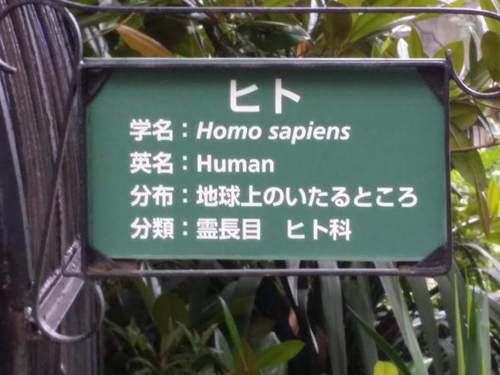 ヒト
学名：Homo sapiens
英名：Human
分布：地球上のいたるところ
分類：霊長目　ヒト科